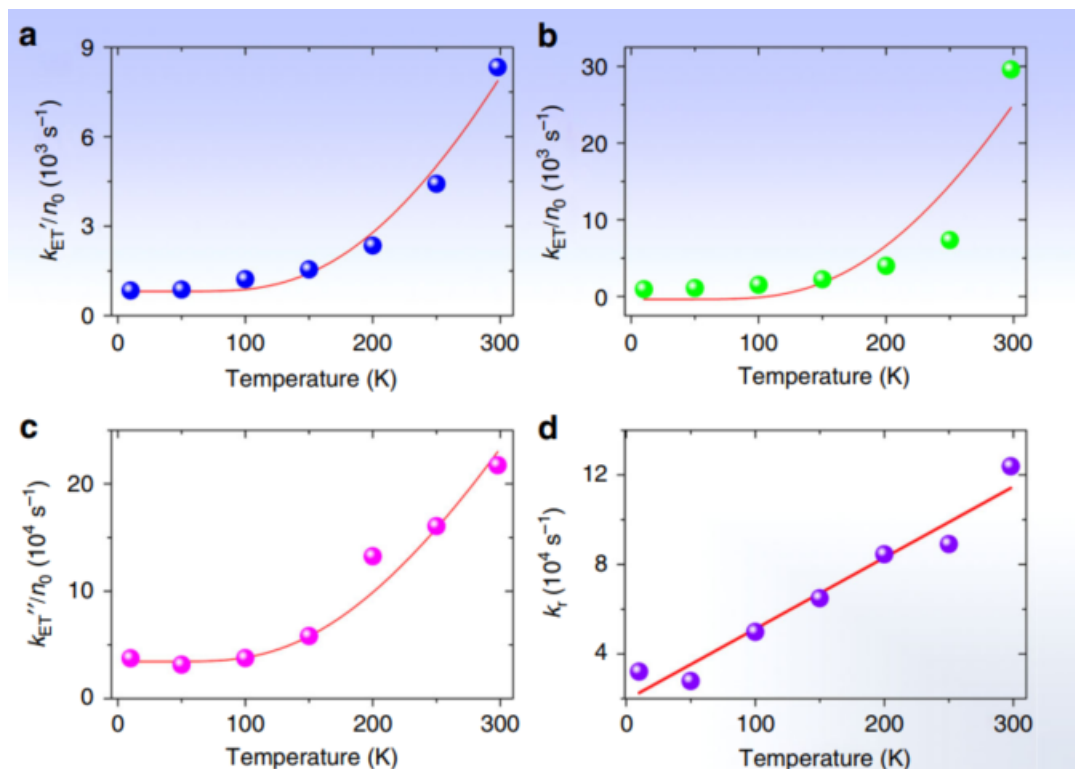 a
9
6
3
0
k_ET′/n_0 (10^3 s^−1)
0 100 200 300
Temperature (K)
b
30
20
10
0
k_ET/n_0 (10^3 s^−1)
0 100 200 300
Temperature (K)
c
20
10
0
k_ET″/n_0 (10^4 s^−1)
0 100 200 300
Temperature (K)
d
12
8
4
k_r (10^4 s^−1)
0 100 200 300
Temperature (K)